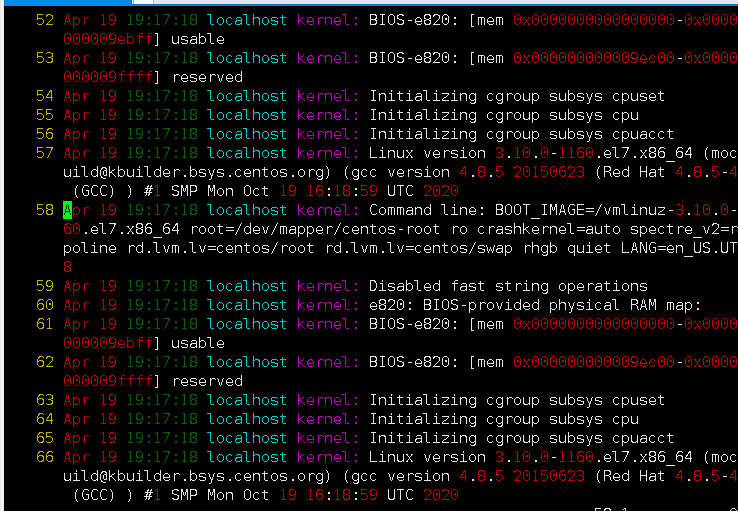 52 Apr 19 19:17:18 localhost kernel: BIOS-e820: [mem 0x0000000000000000-0x0000
000009ebff] usable
53 Apr 19 19:17:18 localhost kernel: BIOS-e820: [mem 0x000000000009ec00-0x0000
000009ffff] reserved
54 Apr 19 19:17:18 localhost kernel: Initializing cgroup subsys cpuset
55 Apr 19 19:17:18 localhost kernel: Initializing cgroup subsys cpu
56 Apr 19 19:17:18 localhost kernel: Initializing cgroup subsys cpuacct
57 Apr 19 19:17:18 localhost kernel: Linux version 3.10.0-1160.el7.x86_64 (moc
uild@kbuilder.bsys.centos.org) (gcc version 4.8.5 20150623 (Red Hat 4.8.5-4
(GCC) ) #1 SMP Mon Oct 19 16:18:59 UTC 2020
58 Apr 19 19:17:18 localhost kernel: Command line: BOOT_IMAGE=/vmlinuz-3.10.0-
60.el7.x86_64 root=/dev/mapper/centos-root ro crashkernel=auto spectre_v2=r
poline rd.lvm.lv=centos/root rd.lvm.lv=centos/swap rhgb quiet LANG=en_US.UT
8
59 Apr 19 19:17:18 localhost kernel: Disabled fast string operations
60 Apr 19 19:17:18 localhost kernel: e820: BIOS-provided physical RAM map:
61 Apr 19 19:17:18 localhost kernel: BIOS-e820: [mem 0x0000000000000000-0x0000
000009ebff] usable
62 Apr 19 19:17:18 localhost kernel: BIOS-e820: [mem 0x000000000009ec00-0x0000
000009ffff] reserved
63 Apr 19 19:17:18 localhost kernel: Initializing cgroup subsys cpuset
64 Apr 19 19:17:18 localhost kernel: Initializing cgroup subsys cpu
65 Apr 19 19:17:18 localhost kernel: Initializing cgroup subsys cpuacct
66 Apr 19 19:17:18 localhost kernel: Linux version 3.10.0-1160.el7.x86_64 (moc
uild@kbuilder.bsys.centos.org) (gcc version 4.8.5 20150623 (Red Hat 4.8.5-4
(GCC) ) #1 SMP Mon Oct 19 16:18:59 UTC 2020